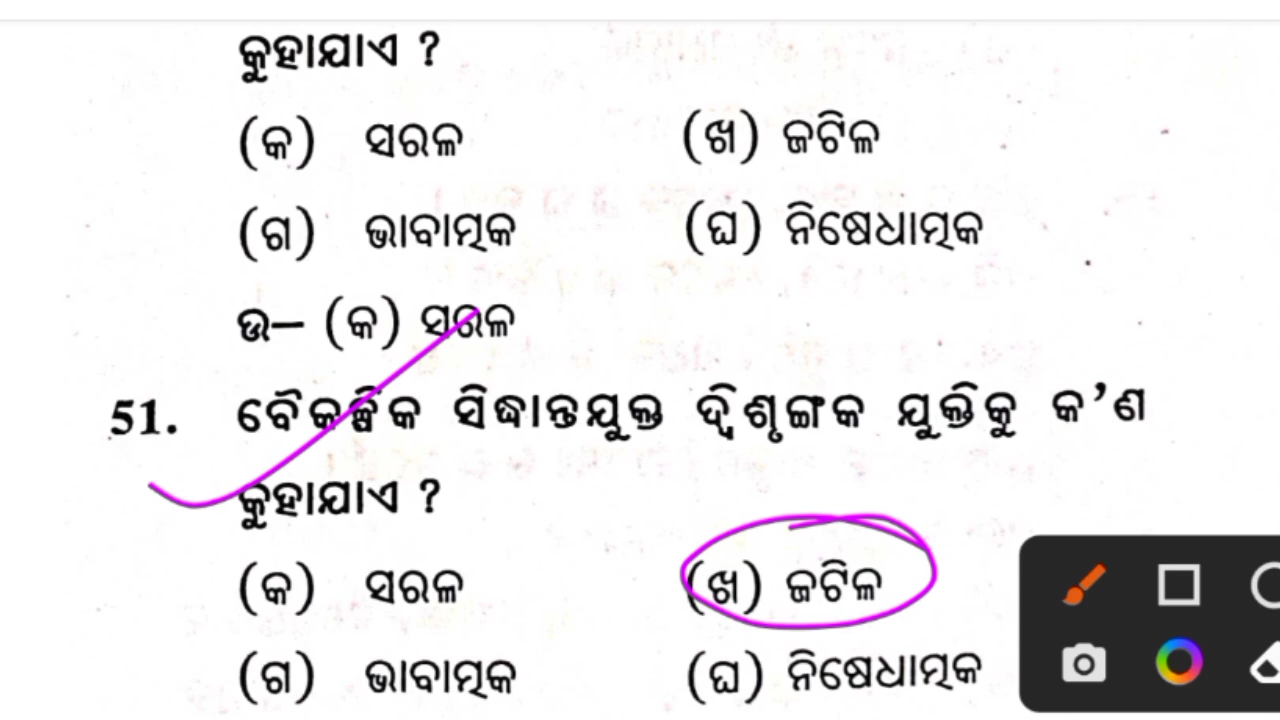 କୁହାଯାଏ ?
(କ) ସରଳ (ଖ) ଜଟିଳ
(ଗ) ଭାବାତ୍ମକ (ଘ) ନିଷେଧାତ୍ମକ
ଉ– (କ) ସରଳ
51. ବୈକଳ୍ପିକ ସିଦ୍ଧାନ୍ତଯୁକ୍ତ ଦ୍ୱିଶୃଙ୍ଗକ ଯୁକ୍ତିକୁ କ’ଣ
କୁହାଯାଏ ?
(କ) ସରଳ (ଖ) ଜଟିଳ
(ଗ) ଭାବାତ୍ମକ (ଘ) ନିଷେଧାତ୍ମକ